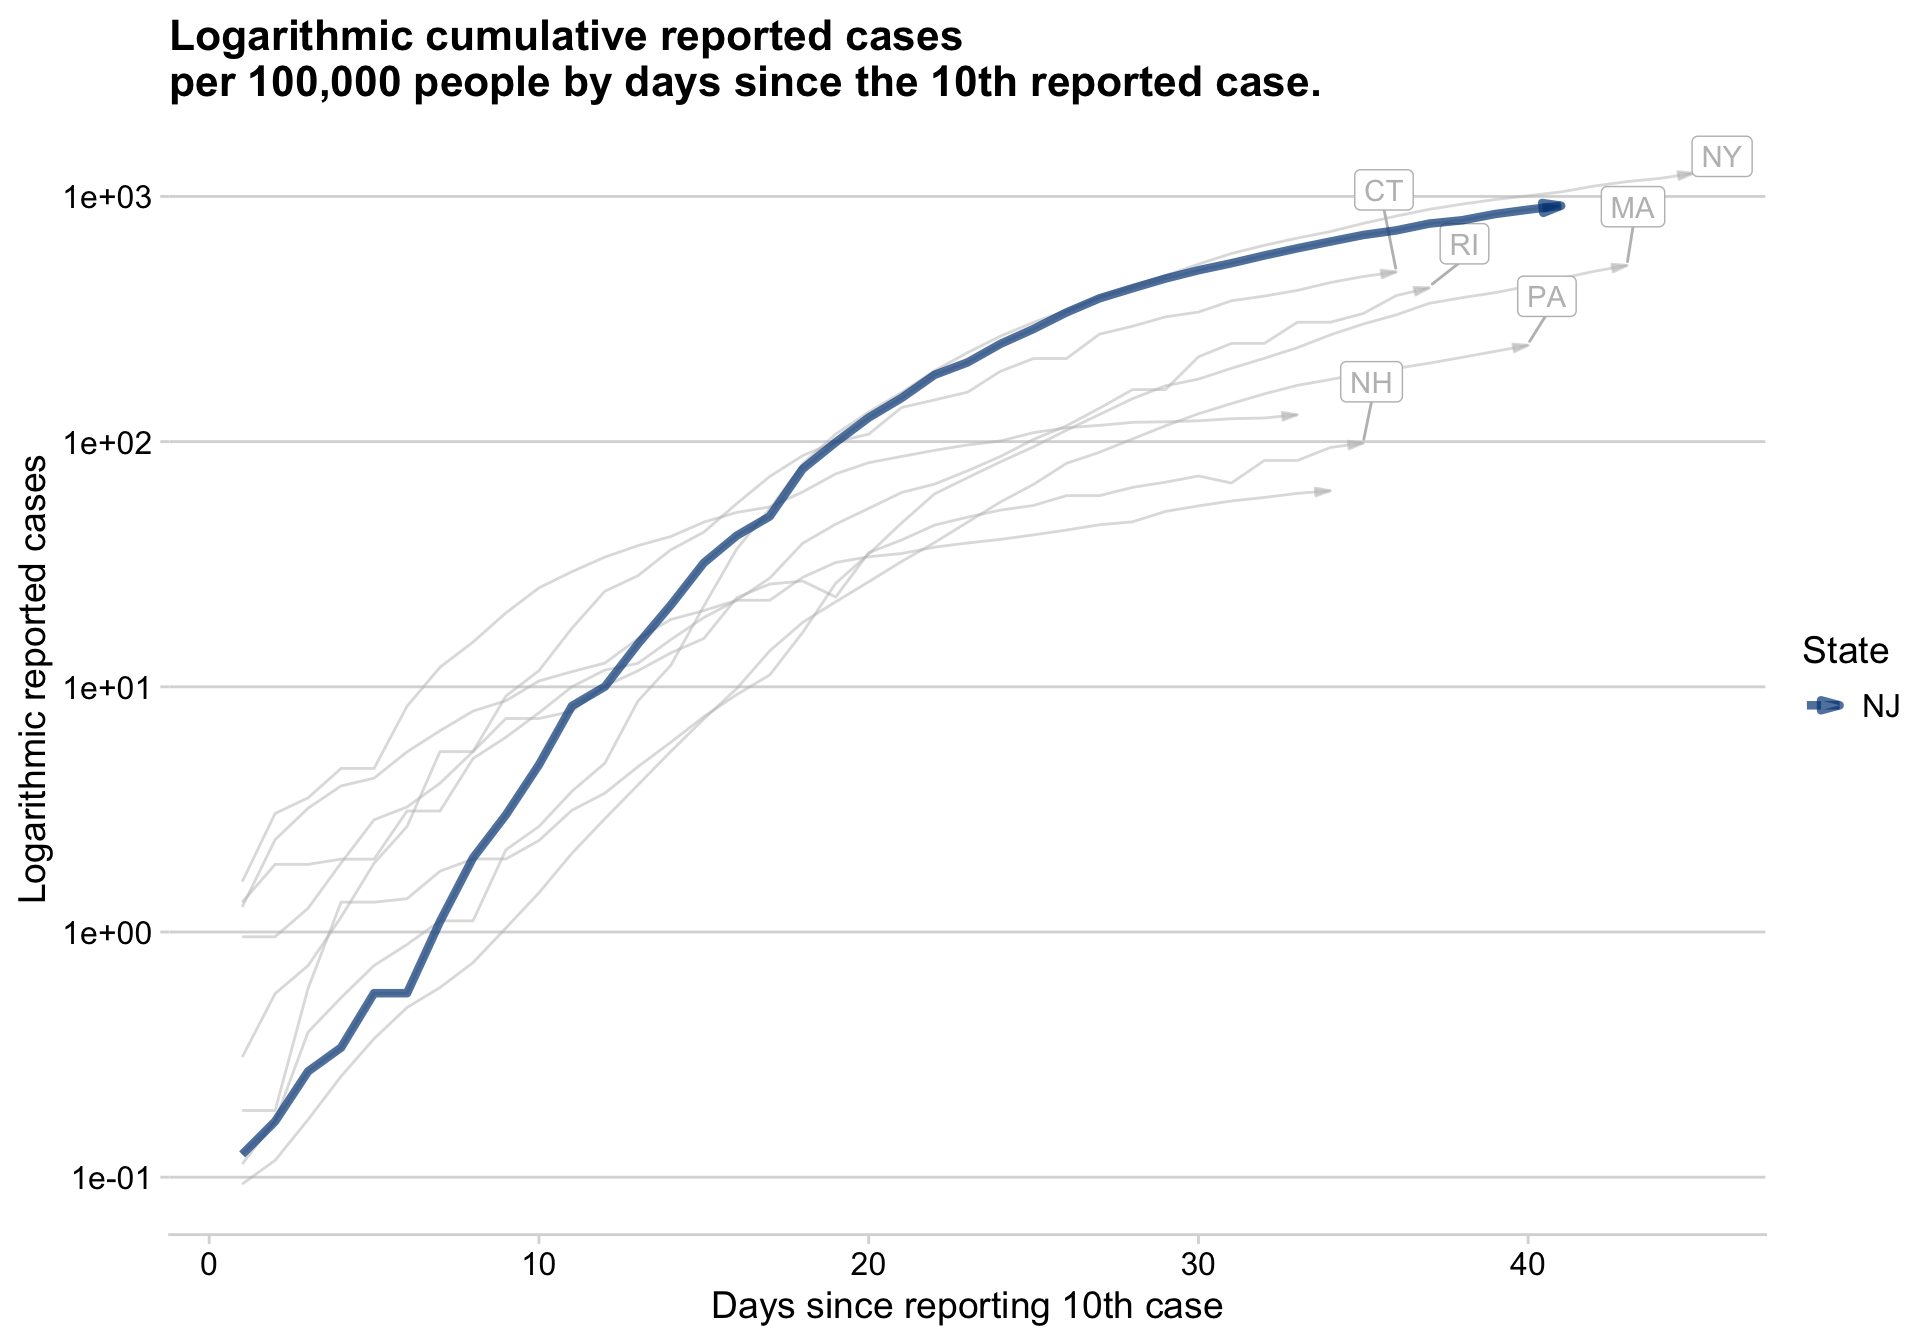 Logarithmic cumulative reported cases
per 100,000 people by days since the 10th reported case.
NY
CT
1e+03
MA
RI
PA
NH
1e+02
Logarithmic reported cases
State
1e+01
NJ
1e+00
1e-01
0 10 20 30 40
Days since reporting 10th case